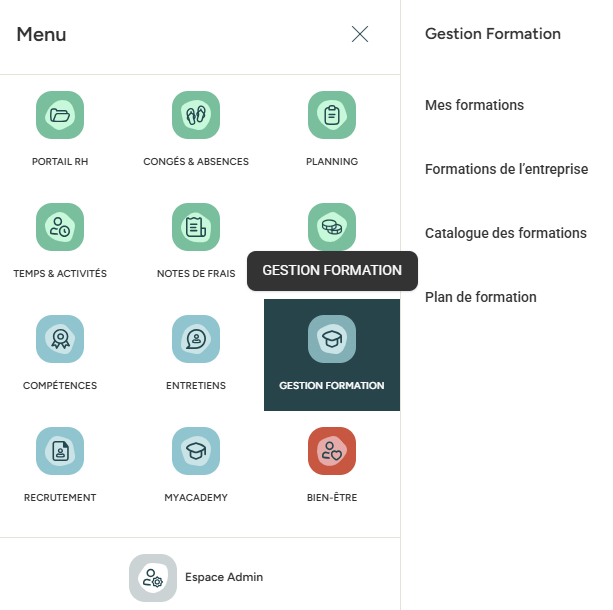 Menu
Gestion Formation
PORTAIL RH
CONGÉS & ABSENCES
PLANNING
Mes formations
Formations de l'entreprise
Catalogue des formations
TEMPS & ACTIVITÉS
NOTES DE FRAIS
GESTION FORMATION
Plan de formation
COMPÉTENCES
ENTRETIENS
GESTION FORMATION
RECRUTEMENT
MYACADEMY
BIEN-ÊTRE
Espace Admin